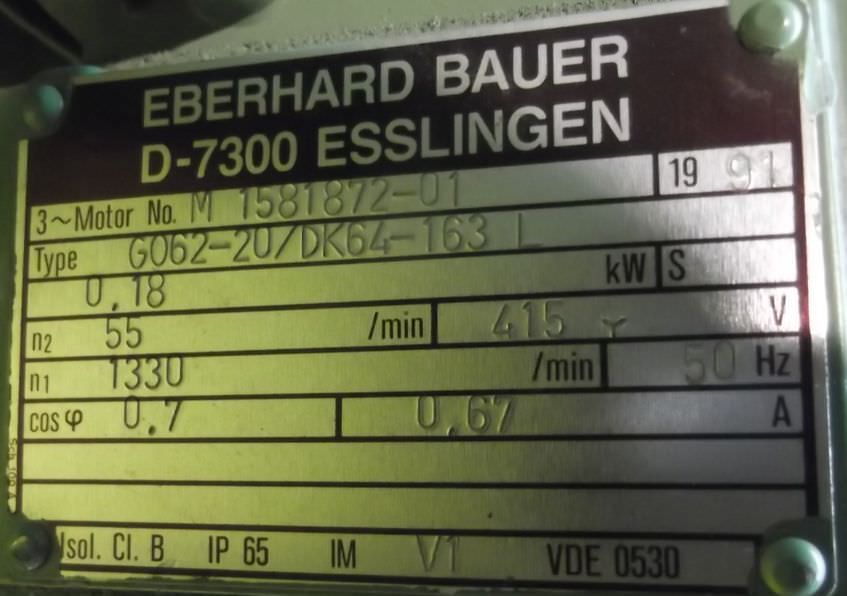 EBERHARD BAUER
D-7300 ESSLINGEN
3~Motor No. M 1581872-01 19 91
Type G062-20/DK64-163 L
0,18 kW S
n2 55 /min 415 Y V
n1 1330 /min 50 Hz
cos φ 0,7 0,67 A
Isol. Cl. B IP 65 IM V1 VDE 0530